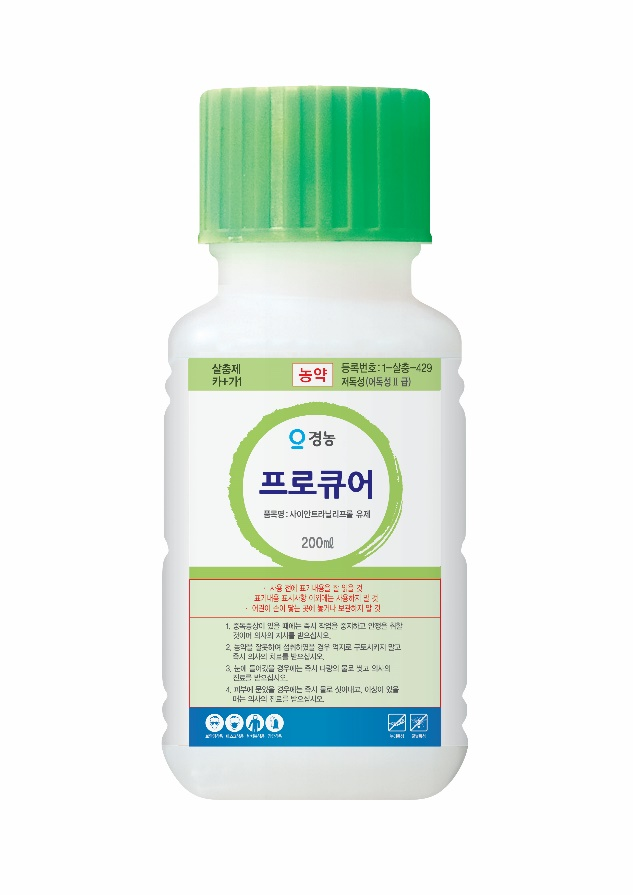 살충제
카+가1
농약
등록번호:1-살충-429
저독성(어독성Ⅱ급)
경농
프로큐어
품목명:사이안트라닐리프롤 유제
200㎖
· 사용 전에 표기내용을 잘 읽을 것
표기내용 표시사항 이외에는 사용하지 말 것
· 어린이 손이 닿는 곳에 놓거나 보관하지 말 것
1. 중독증상이 있을 때에는 즉시 작업을 중지하고 안정을 취할
것이며 의사의 지시를 받으십시오.
2. 농약을 잘못하여 섭취하였을 경우 억지로 구토시키지 말고
즉시 의사의 치료를 받으십시오.
3. 눈에 들어갔을 경우에는 즉시 다량의 물로 씻고 의사의
진료를 받으십시오.
4. 피부에 묻었을 경우에는 즉시 물로 씻어내고, 이상이 있을
때는 의사의 진료를 받으십시오.